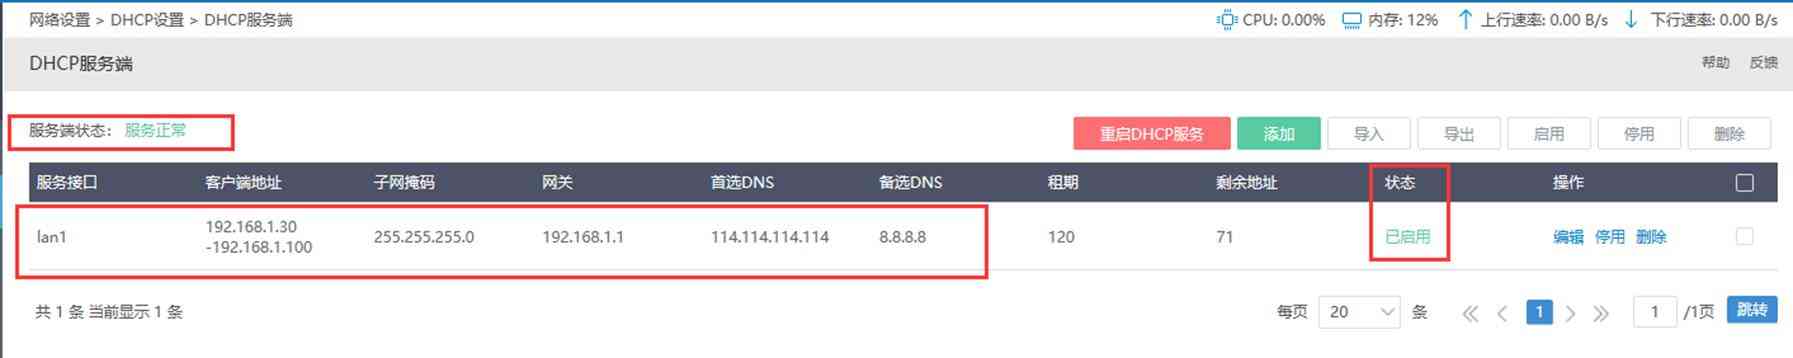 网络设置 > DHCP设置 > DHCP服务端 CPU: 0.00% 内存: 12% 上行速率: 0.00 B/s 下行速率: 0.00 B/s
DHCP服务端 帮助 反馈
服务端状态： 服务正常 重启DHCP服务 添加 导入 导出 启用 停用 删除
服务接口 客户端地址 子网掩码 网关 首选DNS 备选DNS 租期 剩余地址 状态 操作
lan1 192.168.1.30 255.255.255.0 192.168.1.1 114.114.114.114 8.8.8.8 120 71 已启用 编辑 停用 删除
-192.168.1.100
共 1 条 当前显示 1 条 每页 20 条 1 1 /1页 跳转